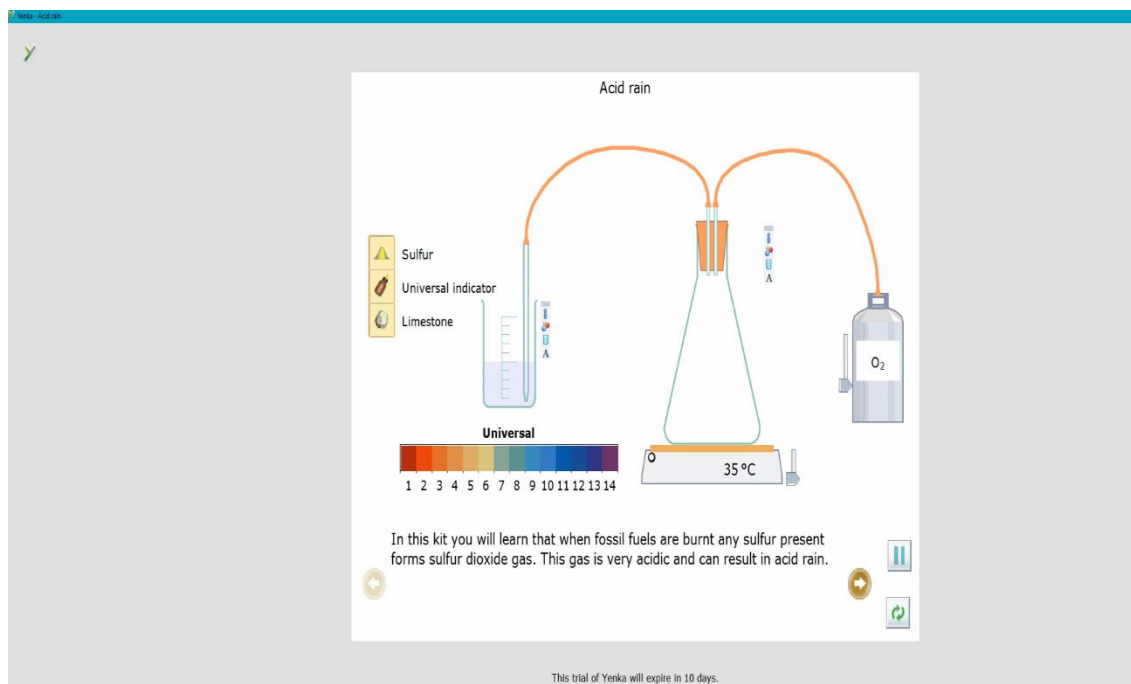 Yenka - Acid rain
Acid rain
Sulfur
Universal indicator
Limestone
A
A
O₂
Universal
1 2 3 4 5 6 7 8 9 10 11 12 13 14
35 °C
In this kit you will learn that when fossil fuels are burnt any sulfur present
forms sulfur dioxide gas. This gas is very acidic and can result in acid rain.
This trial of Yenka will expire in 10 days.